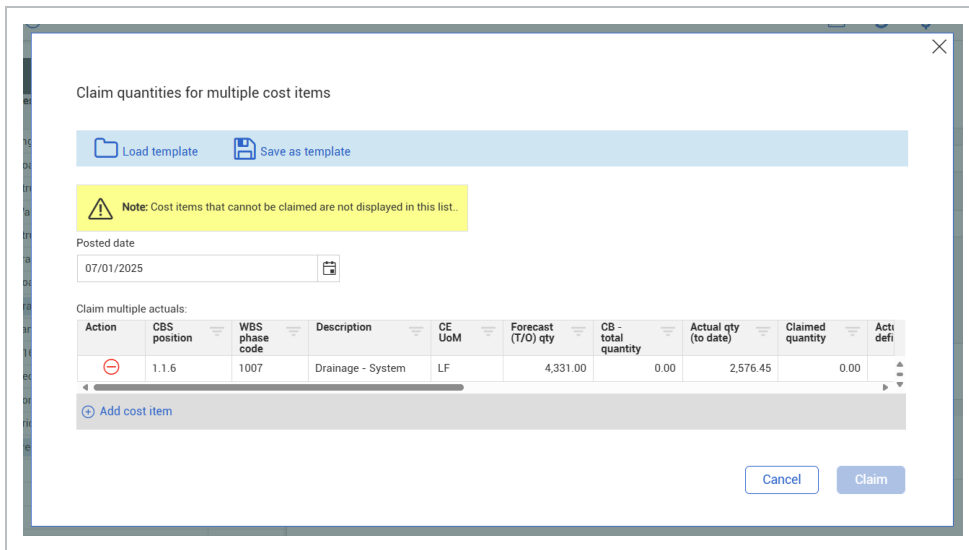 Claim quantities for multiple cost items
Load template Save as template
Note: Cost items that cannot be claimed are not displayed in this list..
Posted date
07/01/2025
Claim multiple actuals:
Action CBS position WBS phase code Description CE UoM Forecast (T/O) qty CB - total quantity Actual qty (to date) Claimed quantity Actu defi
1.1.6 1007 Drainage - System LF 4,331.00 0.00 2,576.45 0.00
Add cost item
Cancel Claim